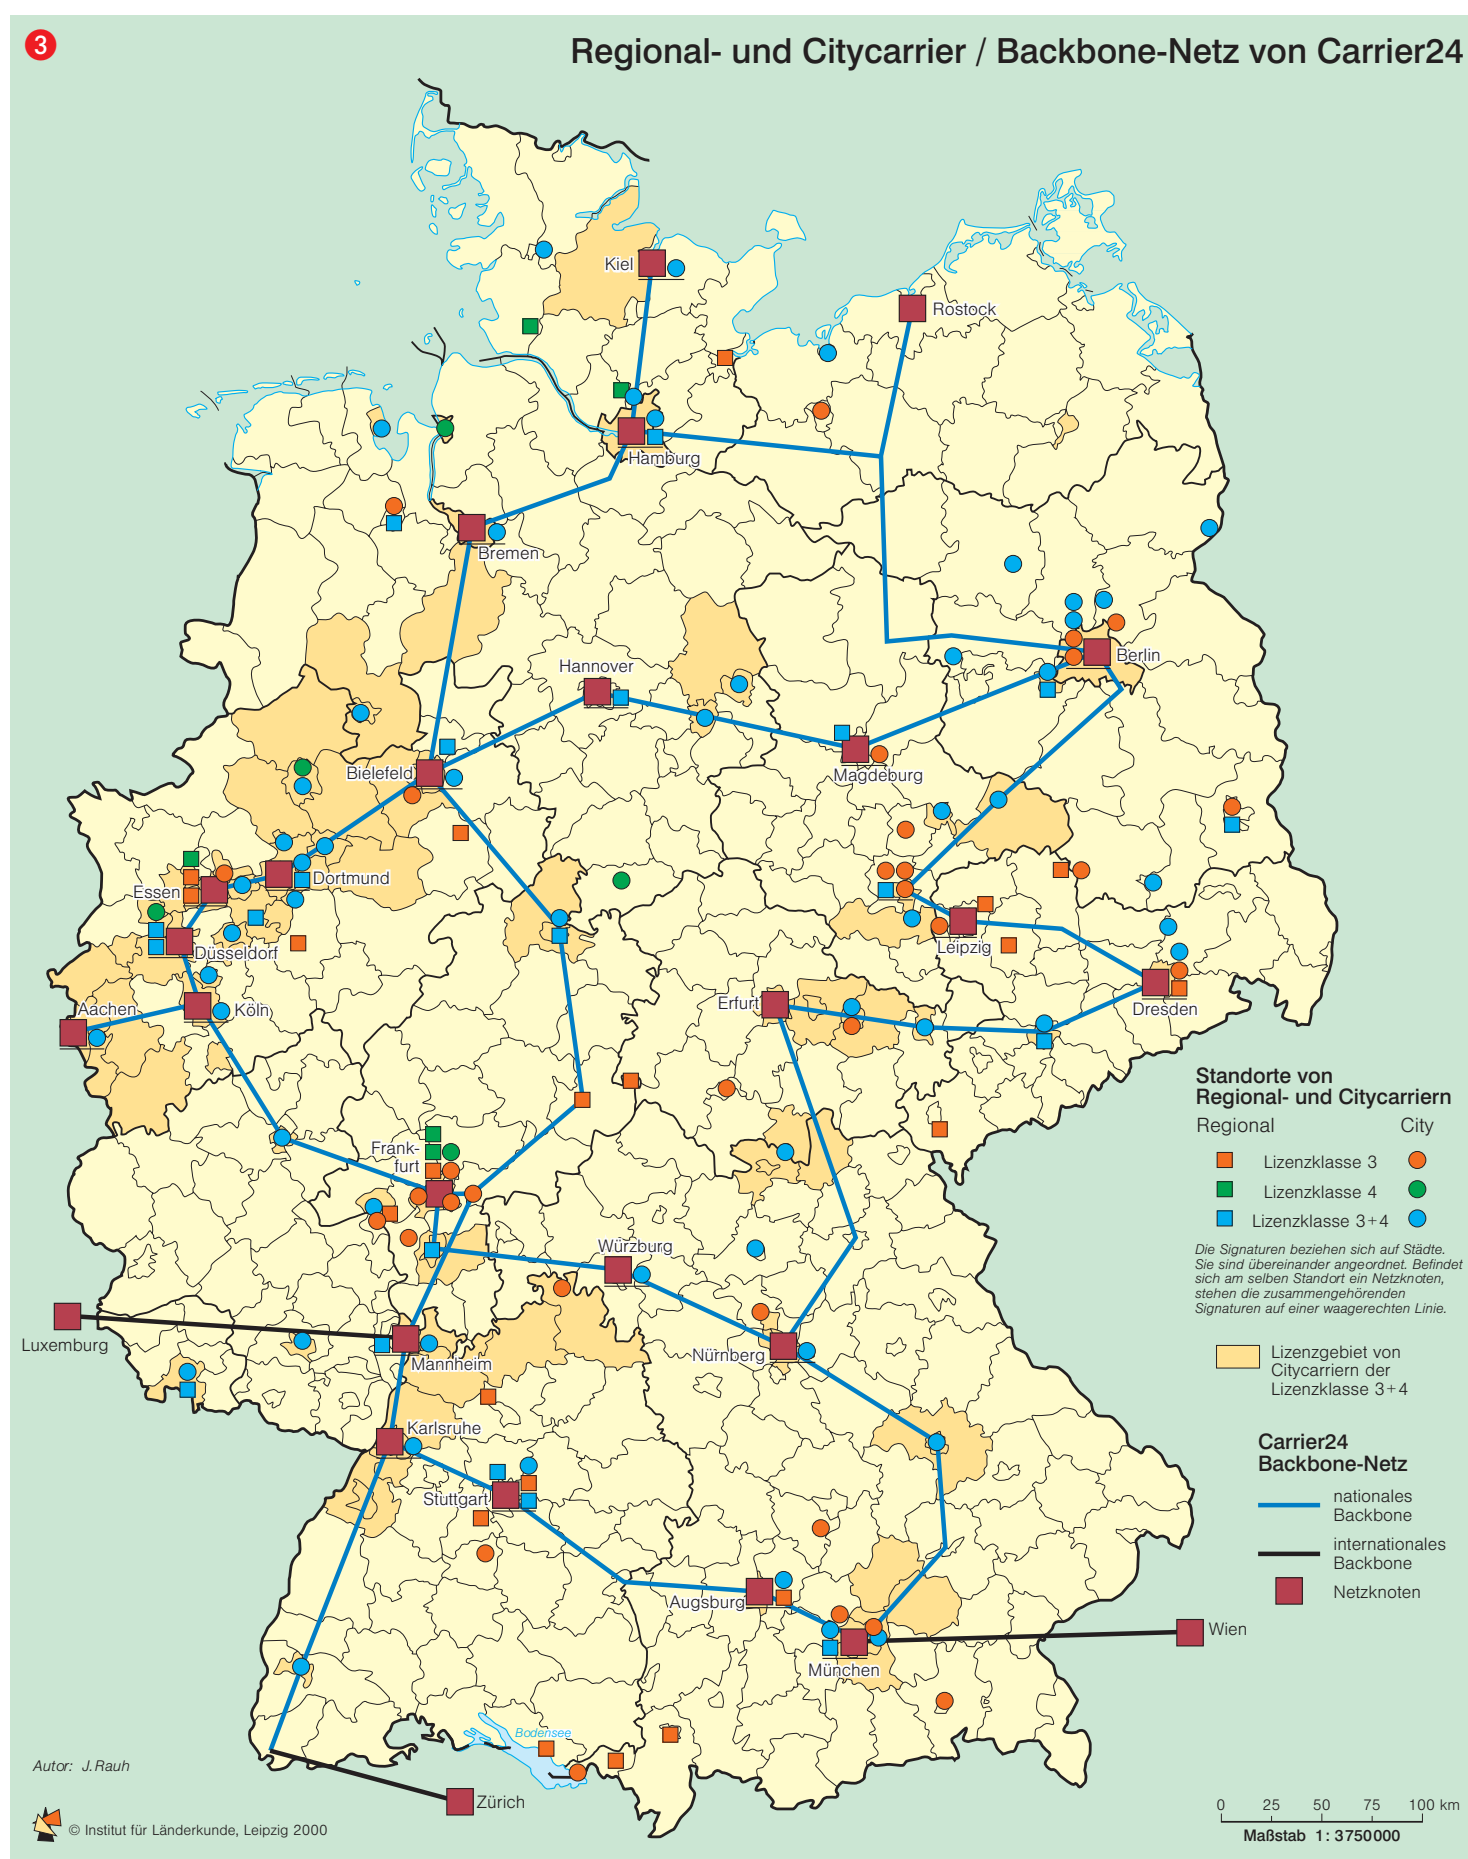 3
Regional- und Citycarrier / Backbone-Netz von Carrier24
Kiel
Rostock
Hamburg
Bremen
Berlin
Hannover
Bielefeld
Magdeburg
Essen
Dortmund
Leipzig
Düsseldorf
Aachen
Köln
Erfurt
Dresden
Frank-
furt
Würzburg
Luxemburg
Mannheim
Nürnberg
Karlsruhe
Stuttgart
Augsburg
München
Wien
Bodensee
Zürich
Standorte von
Regional- und Citycarriern
Regional City
Lizenzklasse 3
Lizenzklasse 4
Lizenzklasse 3+4
Die Signaturen beziehen sich auf Städte.
Sie sind übereinander angeordnet. Befindet
sich am selben Standort ein Netzknoten,
stehen die zusammengehörenden
Signaturen auf einer waagerechten Linie.
Lizenzgebiet von
Citycarriern der
Lizenzklasse 3+4
Carrier24
Backbone-Netz
nationales
Backbone
internationales
Backbone
Netzknoten
Autor: J.Rauh
© Institut für Länderkunde, Leipzig 2000
0 25 50 75 100 km
Maßstab 1: 3750000